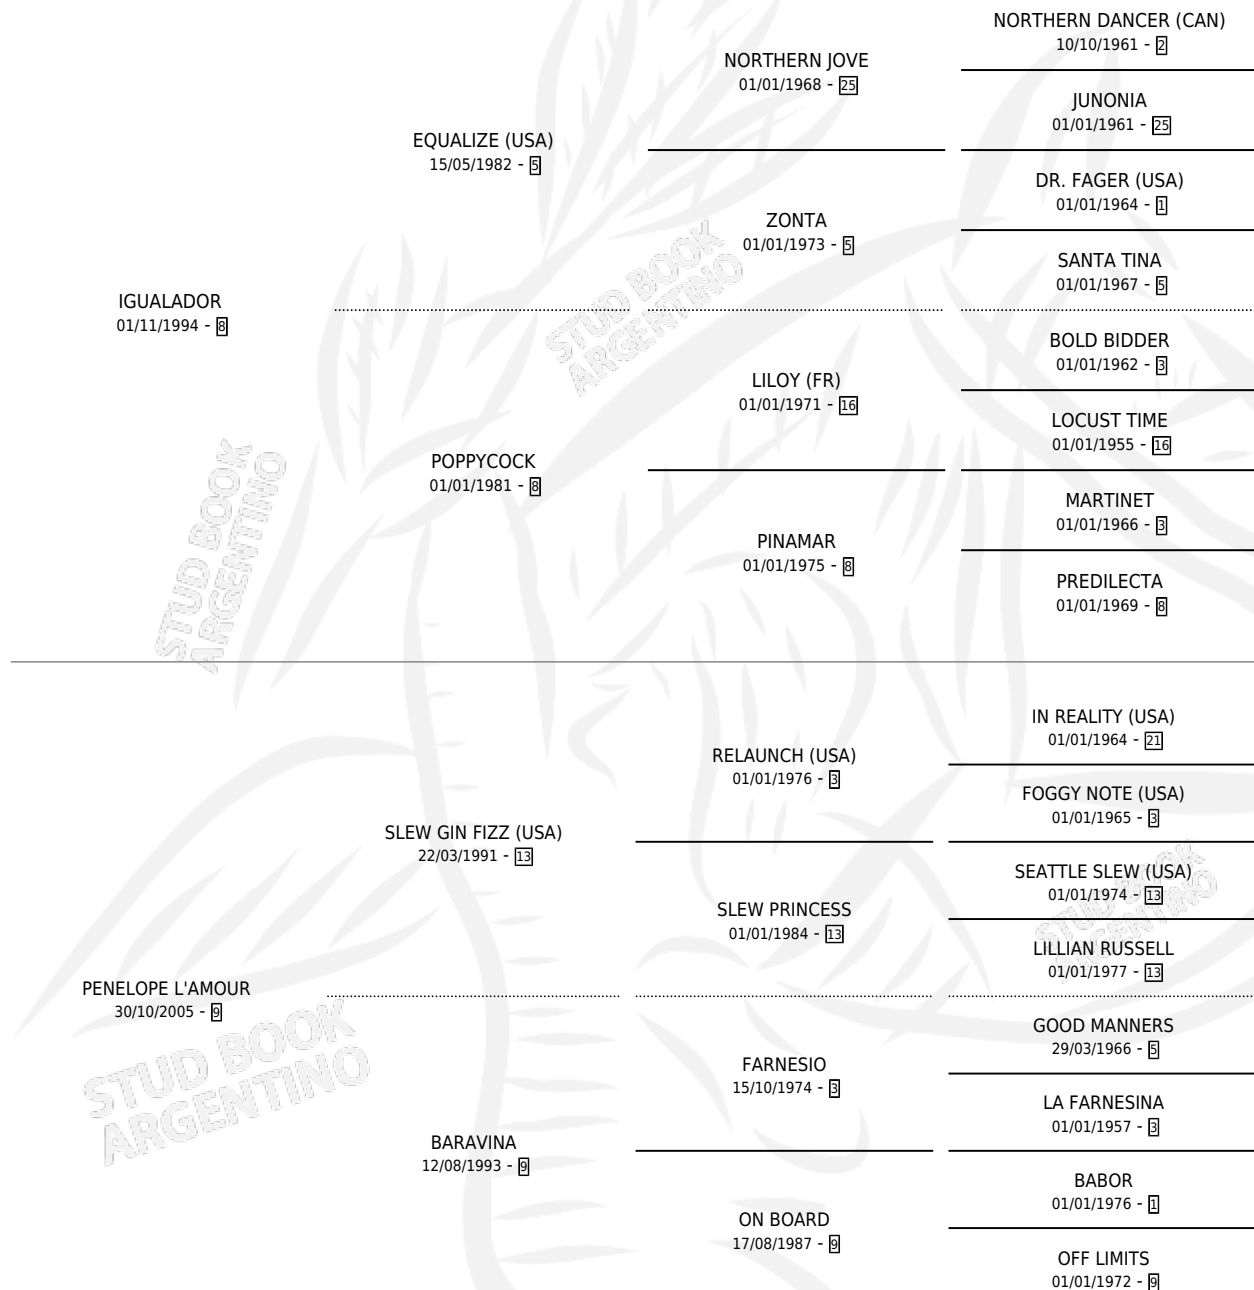 NORTHERN DANCER (CAN)
10/10/1961 - 2
NORTHERN JOVE
01/01/1968 - 25
JUNONIA
01/01/1961 - 25
EQUALIZE (USA)
15/05/1982 - 5
DR. FAGER (USA)
01/01/1964 - 1
ZONTA
01/01/1973 - 5
SANTA TINA
01/01/1967 - 5
IGUALADOR
01/11/1994 - 8
BOLD BIDDER
01/01/1962 - 3
LILOY (FR)
01/01/1971 - 16
LOCUST TIME
01/01/1955 - 16
POPPYCOCK
01/01/1981 - 8
MARTINET
01/01/1966 - 3
PINAMAR
01/01/1975 - 8
PREDILECTA
01/01/1969 - 8
IN REALITY (USA)
01/01/1964 - 21
RELAUNCH (USA)
01/01/1976 - 3
FOGGY NOTE (USA)
01/01/1965 - 3
SLEW GIN FIZZ (USA)
22/03/1991 - 13
SEATTLE SLEW (USA)
01/01/1974 - 13
SLEW PRINCESS
01/01/1984 - 13
LILLIAN RUSSELL
01/01/1977 - 13
PENELOPE L'AMOUR
30/10/2005 - 9
GOOD MANNERS
29/03/1966 - 5
FARNESIO
15/10/1974 - 3
LA FARNESINA
01/01/1957 - 3
BARAVINA
12/08/1993 - 9
BABOR
01/01/1976 - 1
ON BOARD
17/08/1987 - 9
OFF LIMITS
01/01/1972 - 9
STUD BOOK
ARGENTINO
STUD BOOK
ARGENTINO
STUD BOOK
ARGENTINO
STUD BOOK
ARGENTINO